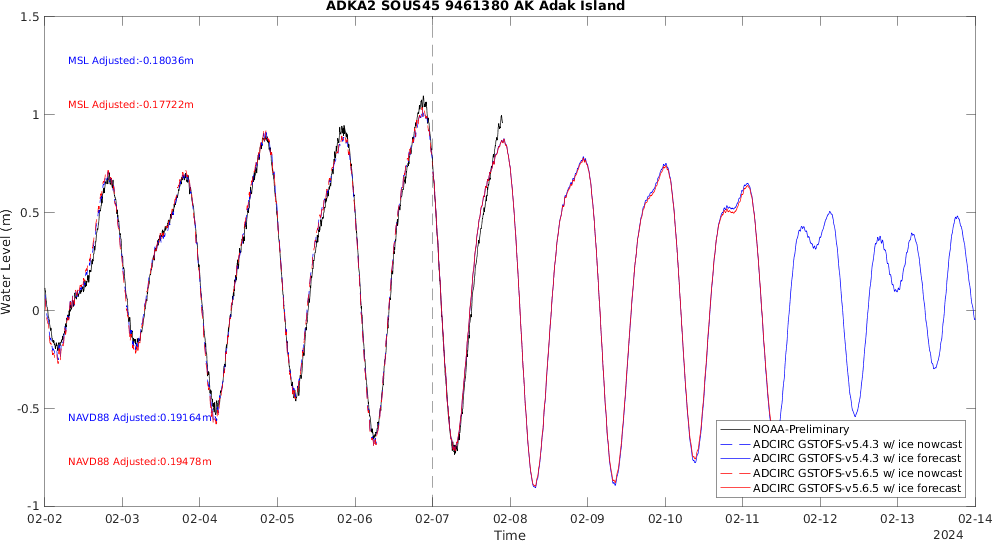 ADKA2 SOUS45 9461380 AK Adak Island
1.5
1
0.5
0
-0.5
-1
Water Level (m)
MSL Adjusted:-0.18036m
MSL Adjusted:-0.17722m
NAVD88 Adjusted:0.19164m
NAVD88 Adjusted:0.19478m
NOAA-Preliminary
ADCIRC GSTOFS-v5.4.3 w/ ice nowcast
ADCIRC GSTOFS-v5.4.3 w/ ice forecast
ADCIRC GSTOFS-v5.6.5 w/ ice nowcast
ADCIRC GSTOFS-v5.6.5 w/ ice forecast
02-02 02-03 02-04 02-05 02-06 02-07 02-08 02-09 02-10 02-11 02-12 02-13 02-14
Time
2024